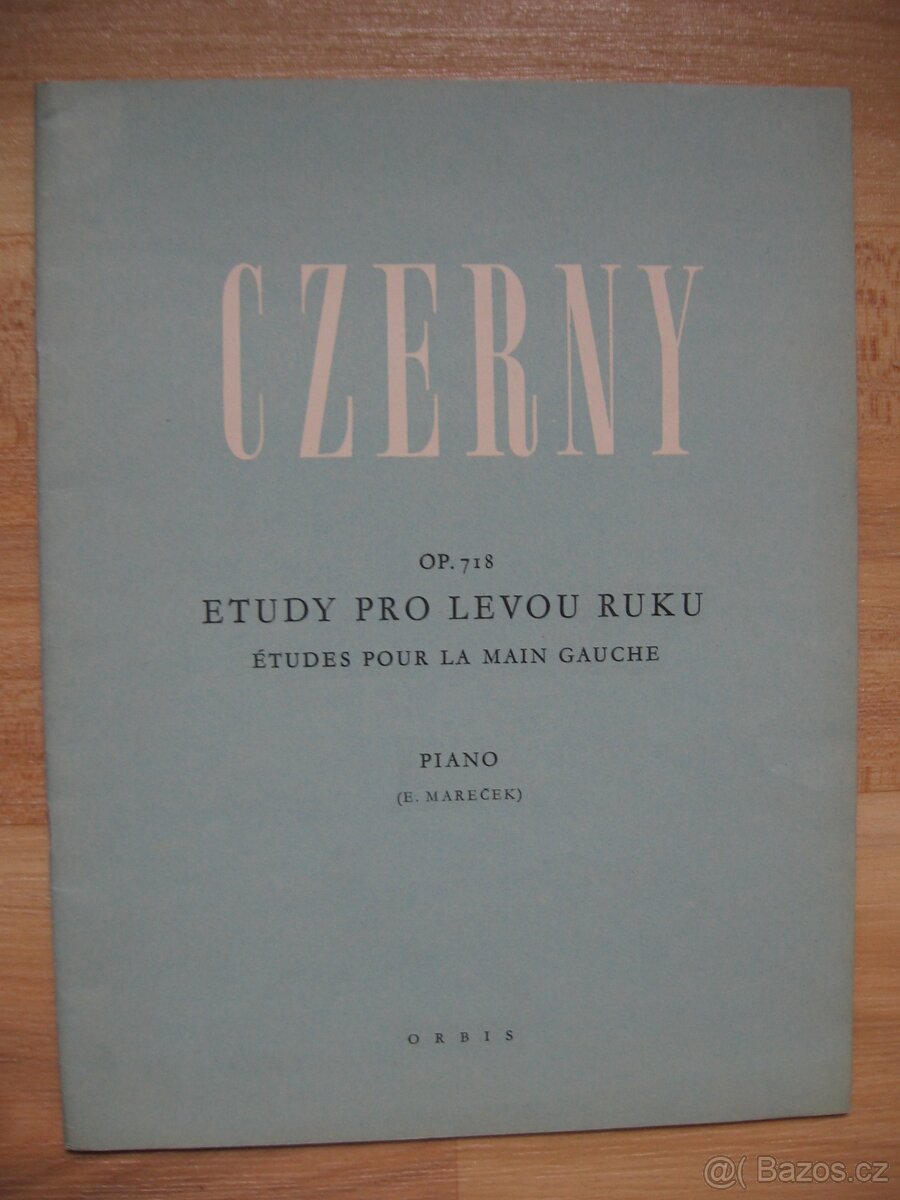 CZERNY
OP. 718
ETUDY PRO LEVOU RUKU
ÉTUDES POUR LA MAIN GAUCHE
PIANO
(E. MAREČEK)
ORBIS
@( Bazos.cz